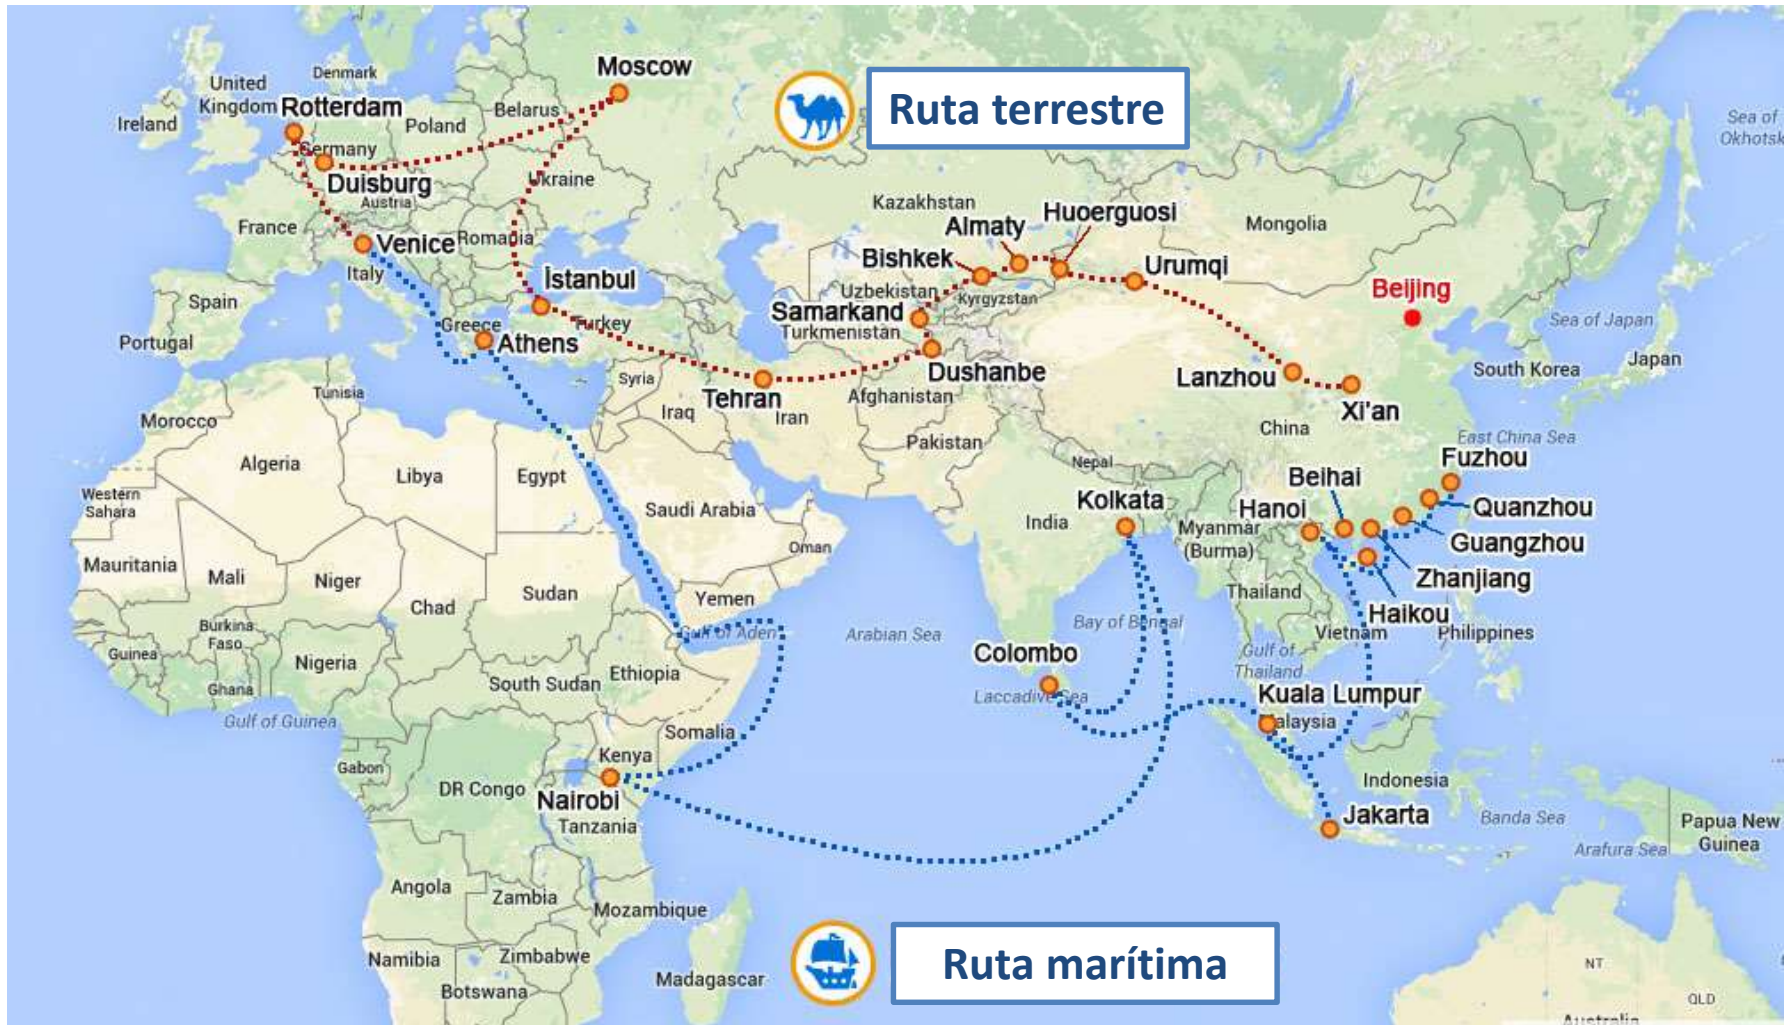 Moscow
Ruta terrestre
Denmark
United
Kingdom
Rotterdam
Ireland
Belarus
Poland
Sea of
Okhotsk
Germany
Duisburg
Ukraine
Austria
Kazakhstan
Huoerguosi
Almaty
Mongolia
France
Venice
Romania
Bishkek
Urumqi
Italy
İstanbul
Uzbekistan
Kyrgyzstan
Beijing
Spain
Samarkand
Turkey
Greece
Turkmenistan
Sea of Japan
Portugal
Athens
Japan
South Korea
Dushanbe
Lanzhou
Syria
Tunisia
Tehran
Afghanistan
Iraq
Iran
Xi'an
Morocco
China
East China Sea
Pakistan
Fuzhou
Algeria
Libya
Egypt
Nepal
Beihai
Kolkata
Western
Sahara
Saudi Arabia
Hanoi
Quanzhou
India
Myanmar
(Burma)
Guangzhou
Oman
Mauritania
Mali
Niger
Zhanjiang
Sudan
Yemen
Thailand
Chad
Haikou
Burkina
Faso
Gulf of Aden
Arabian Sea
Bay of Bengal
Vietnam
Philippines
Guinea
Nigeria
Colombo
Gulf of
Thailand
Ethiopia
South Sudan
Ghana
Laccadive Sea
Kuala Lumpur
Gulf of Guinea
Malaysia
Somalia
Kenya
Gabon
DR Congo
Indonesia
Nairobi
Jakarta
Banda Sea
Papua New
Guinea
Tanzania
Arafura Sea
Angola
Zambia
Mozambique
Namibia
Zimbabwe
Ruta marítima
Madagascar
Botswana
NT
QLD
Australia